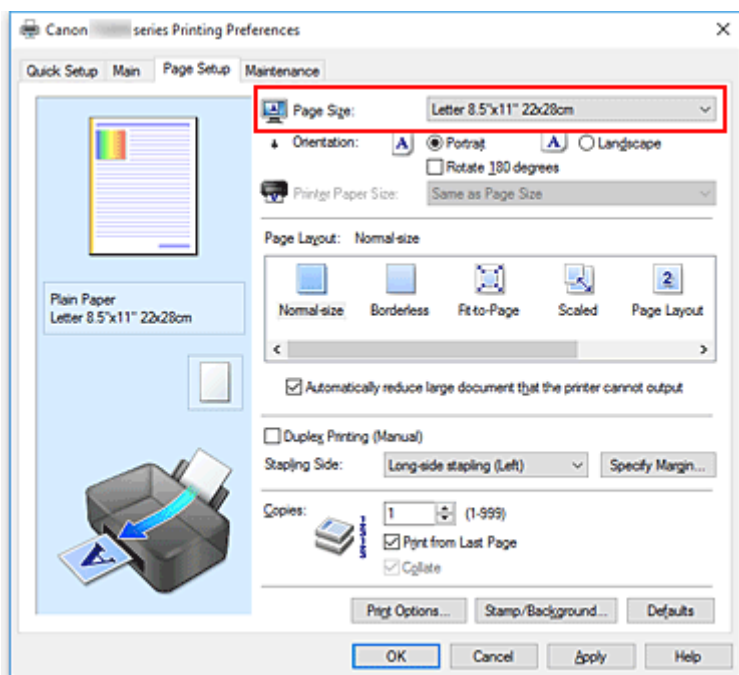 Canon series Printing Preferences
Quick Setup Main Page Setup Maintenance
Page Size: Letter 8.5"x11" 22x28cm
Orientation: A Portrait A Landscape
Rotate 180 degrees
Printer Paper Size: Same as Page Size
Page Layout: Normal-size
2
Normal-size Borderless Fit-to-Page Scaled Page Layout
Plain Paper
Letter 8.5"x11" 22x28cm
Automatically reduce large document that the printer cannot output
Duplex Printing (Manual)
Stapling Side: Long-side stapling (Left) Specify Margin...
Copies: 1 (1-999)
Print from Last Page
Collate
A
Print Options... Stamp/Background... Defaults
OK Cancel Apply Help